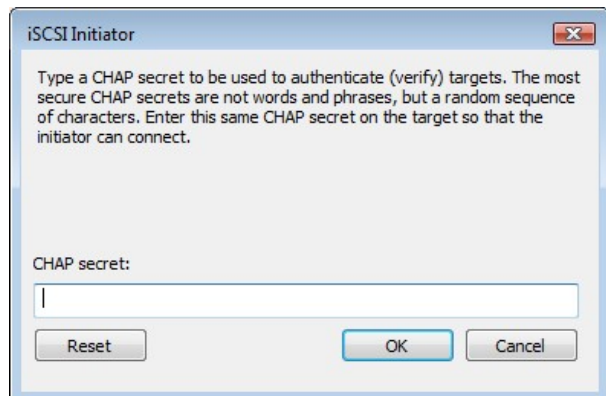 iSCSI Initiator
Type a CHAP secret to be used to authenticate (verify) targets. The most
secure CHAP secrets are not words and phrases, but a random sequence
of characters. Enter this same CHAP secret on the target so that the
initiator can connect.
CHAP secret:
Reset OK Cancel